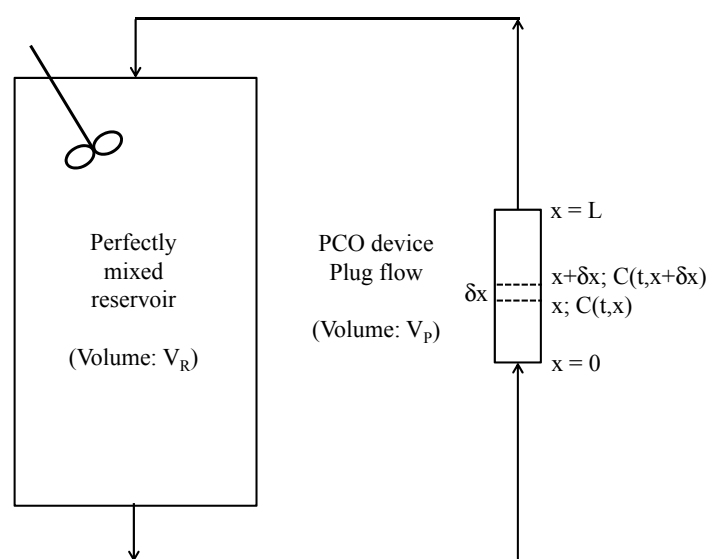 Perfectly
mixed
reservoir
(Volume: V_R)
PCO device
Plug flow
(Volume: V_P)
x = L
x+δx; C(t,x+δx)
δx
x; C(t,x)
x = 0